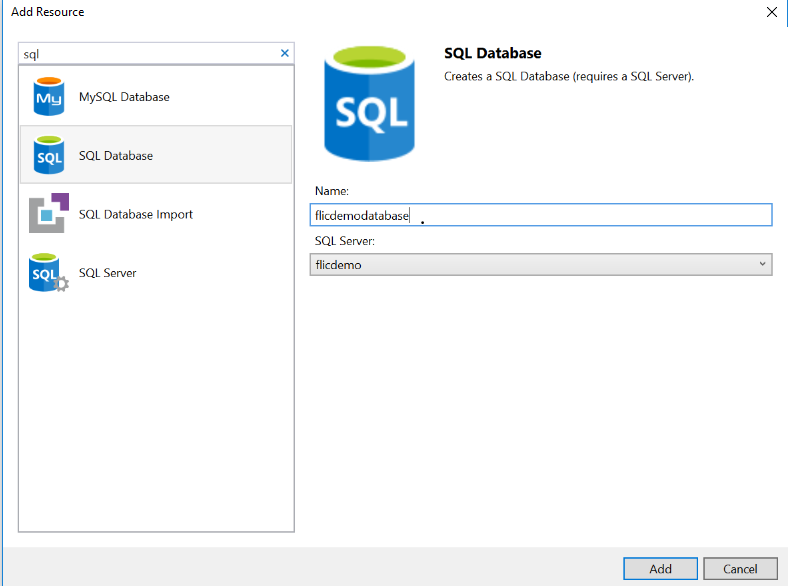 Add Resource
sql
My
MySQL Database
SQL
SQL Database
SQL Database Import
SQL
SQL Server
SQL
SQL Database
Creates a SQL Database (requires a SQL Server).
Name:
flicdemodatabase
SQL Server:
flicdemo
Add
Cancel